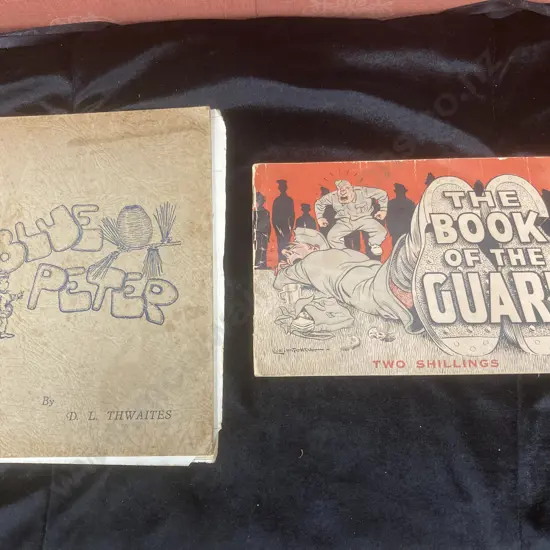 BLUE
PETER
By
D. L. THWAITES
THE
BOOK
OF THE
GUAR
TWO SHILLINGS